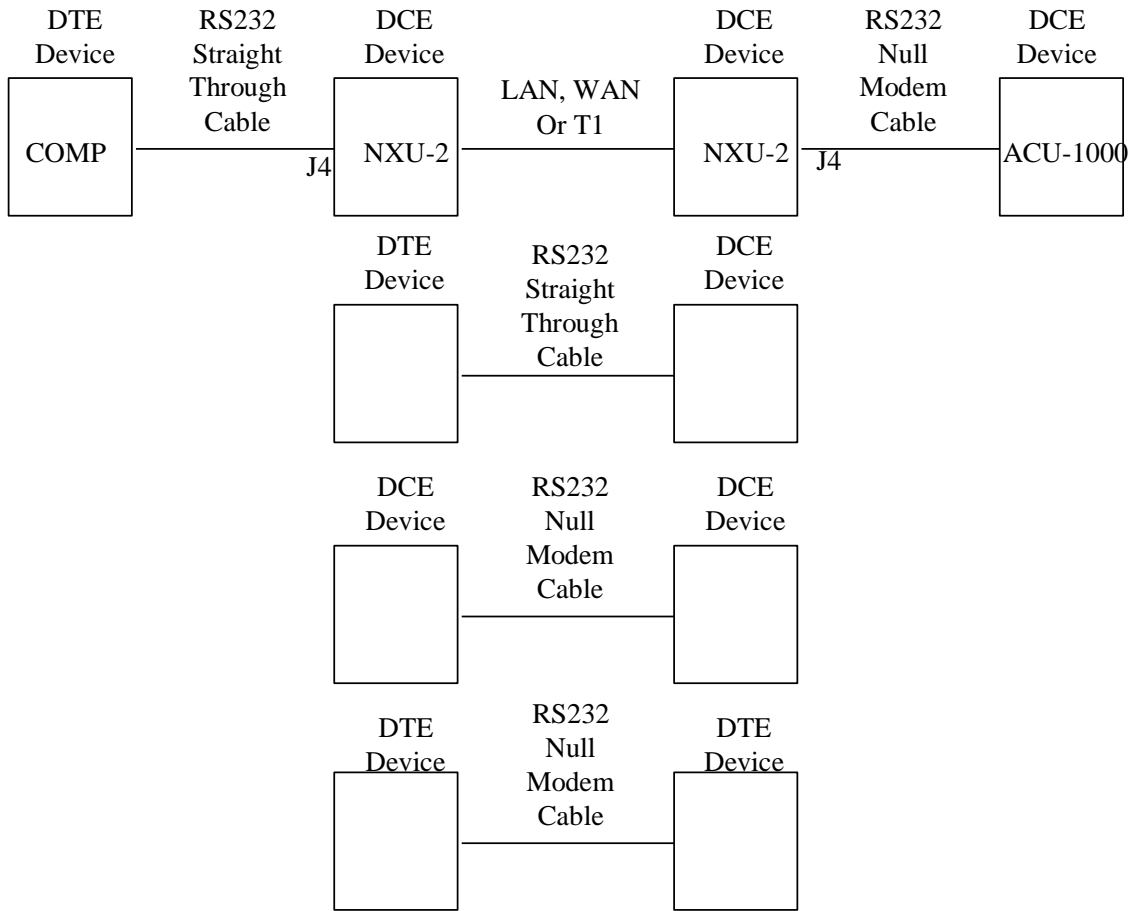 DTE
Device
RS232
Straight
Through
Cable
DCE
Device
LAN, WAN
Or T1
DCE
Device
RS232
Null
Modem
Cable
DCE
Device
COMP
J4
NXU-2
NXU-2
J4
ACU-1000
DTE
Device
RS232
Straight
Through
Cable
DCE
Device
DCE
Device
RS232
Null
Modem
Cable
DCE
Device
DTE
Device
RS232
Null
Modem
Cable
DTE
Device